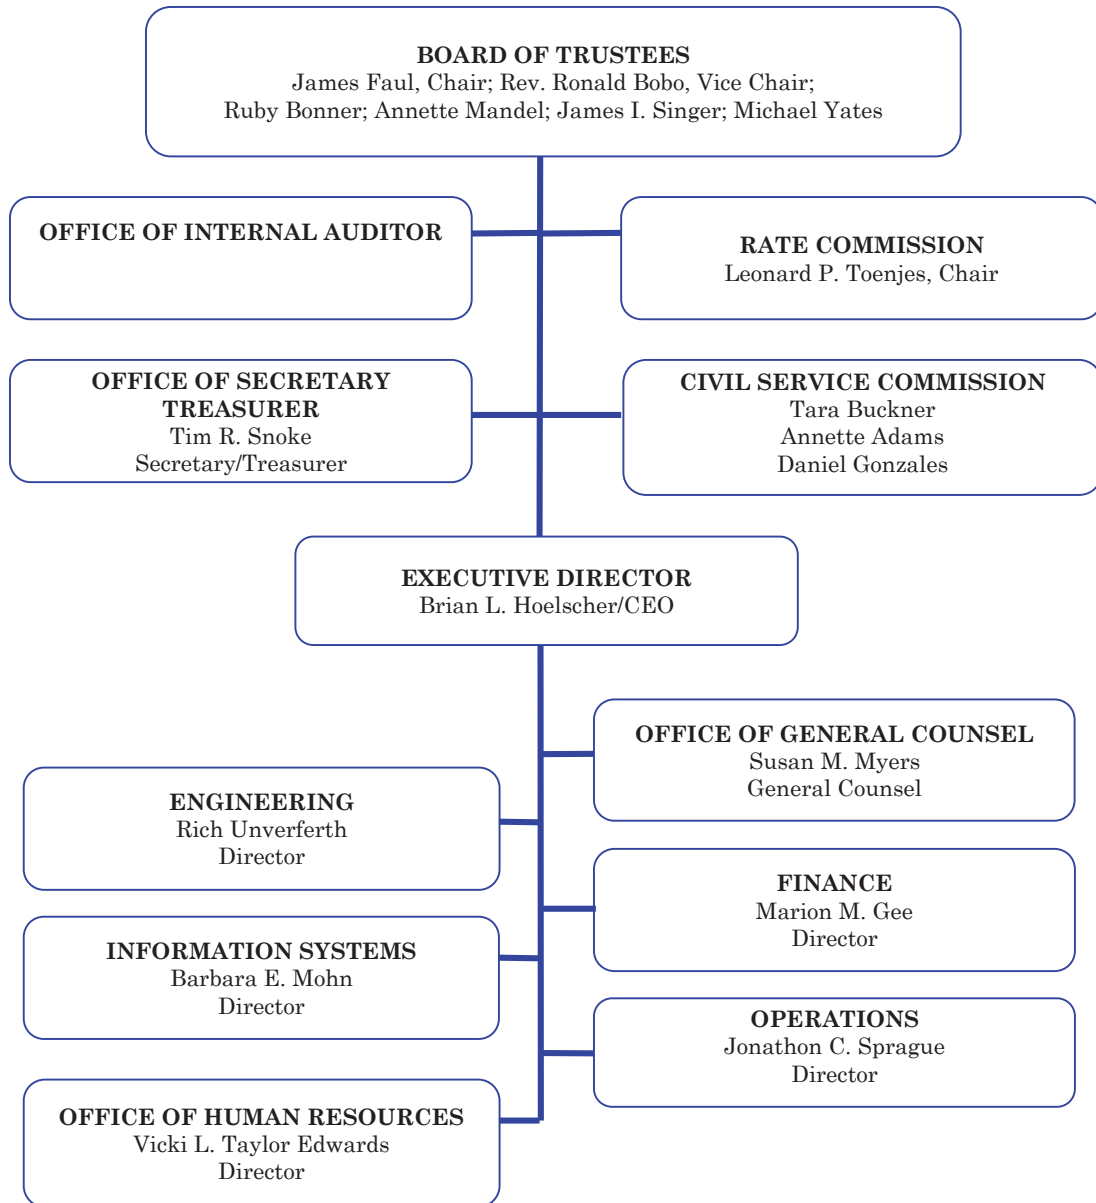 BOARD OF TRUSTEES
James Faul, Chair; Rev. Ronald Bobo, Vice Chair;
Ruby Bonner; Annette Mandel; James I. Singer; Michael Yates
OFFICE OF INTERNAL AUDITOR
RATE COMMISSION
Leonard P. Toenjes, Chair
OFFICE OF SECRETARY
TREASURER
Tim R. Snoke
Secretary/Treasurer
CIVIL SERVICE COMMISSION
Tara Buckner
Annette Adams
Daniel Gonzales
EXECUTIVE DIRECTOR
Brian L. Hoelscher/CEO
OFFICE OF GENERAL COUNSEL
Susan M. Myers
General Counsel
ENGINEERING
Rich Unverferth
Director
FINANCE
Marion M. Gee
Director
INFORMATION SYSTEMS
Barbara E. Mohn
Director
OPERATIONS
Jonathon C. Sprague
Director
OFFICE OF HUMAN RESOURCES
Vicki L. Taylor Edwards
Director